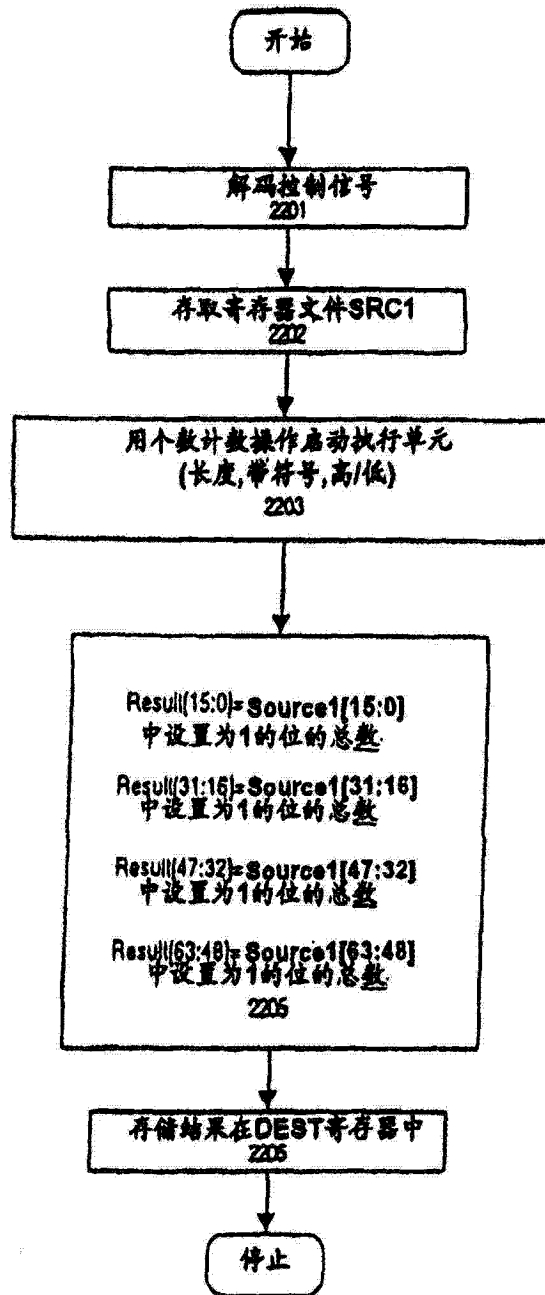 开始
解码控制信号
2201
存取寄存器文件SRC1
2202
用个数计数操作启动执行单元
(长度,带符号,高/低)
2203
Result(15:0)=Source1[15:0]
中设置为1的位的总数
Result(31:16)=Source1[31:16]
中设置为1的位的总数
Result(47:32)=Source1[47:32]
中设置为1的位的总数
Result(63:48)=Source1[63:48]
中设置为1的位的总数
2205
存储结果在DEST寄存器中
2206
停止